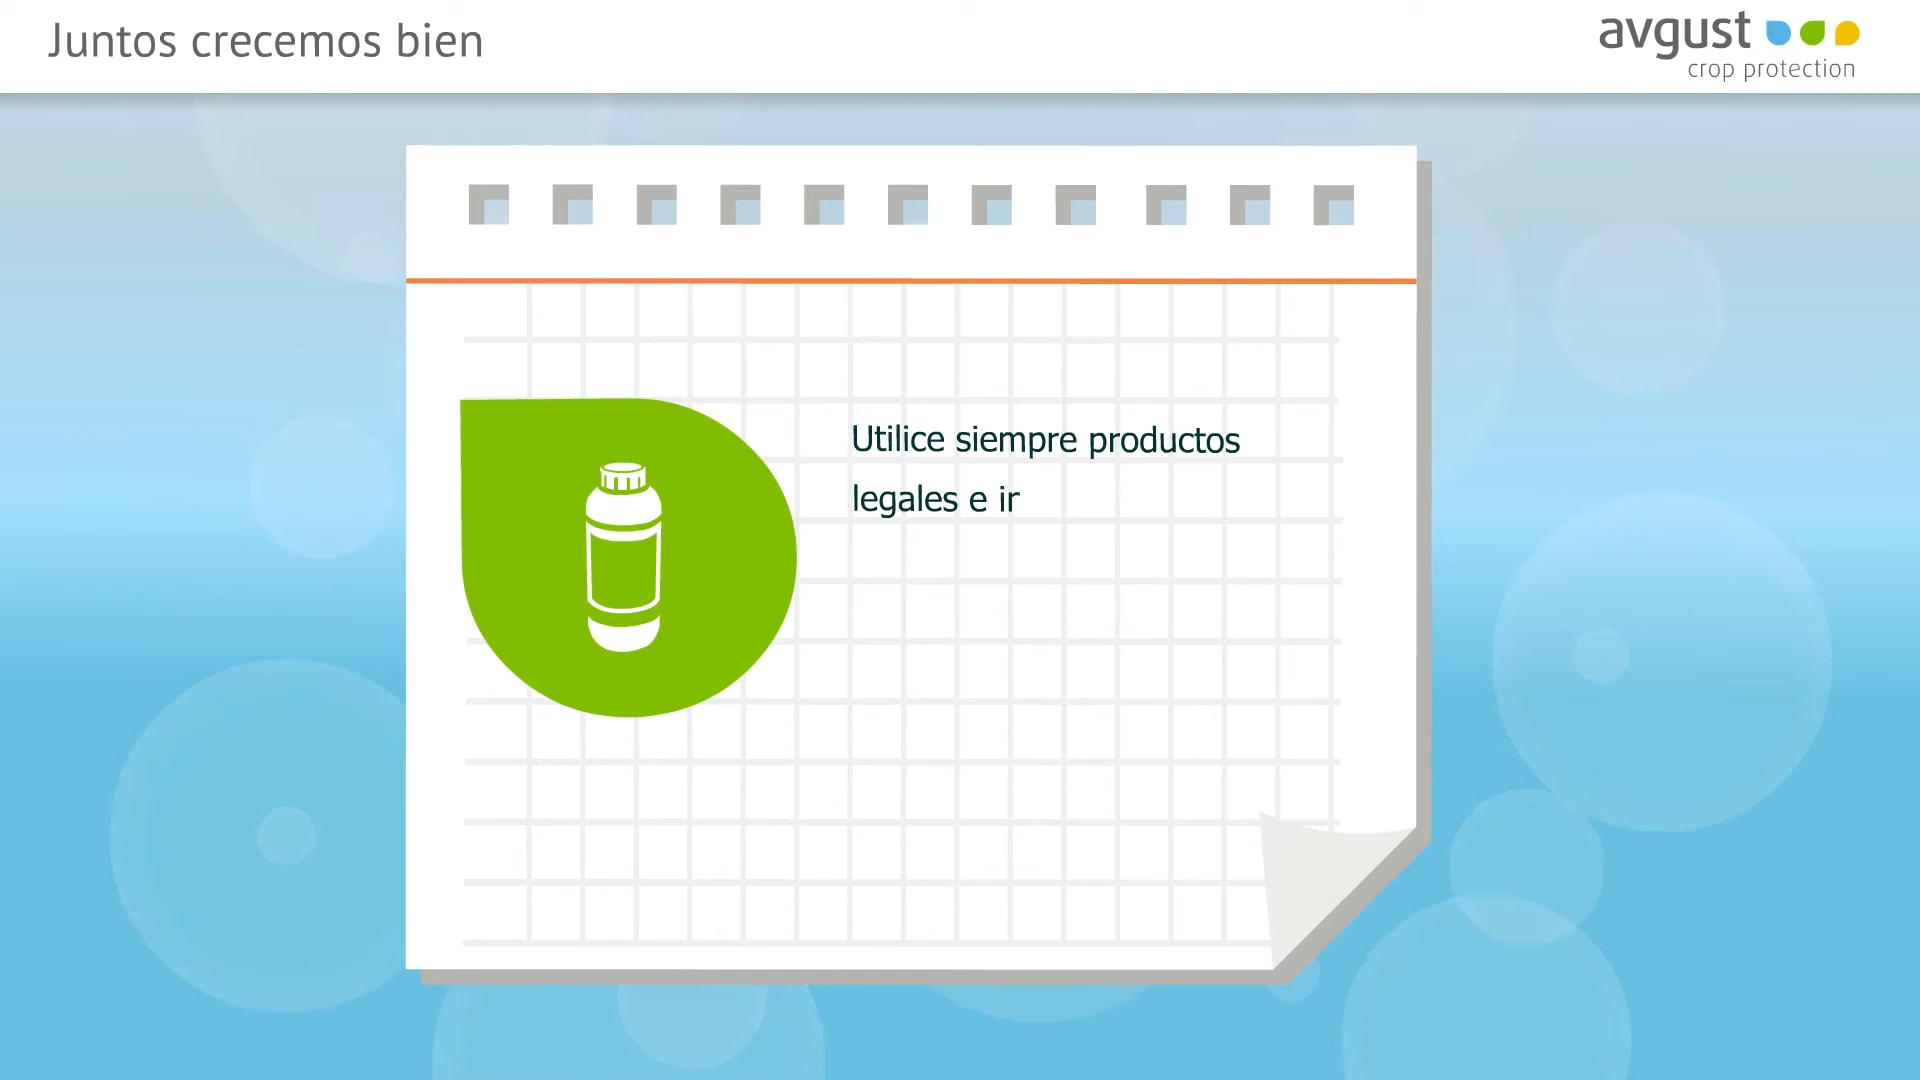 Juntos crecemos bien
avgust
crop protection
Utilice siempre productos
legales e ir